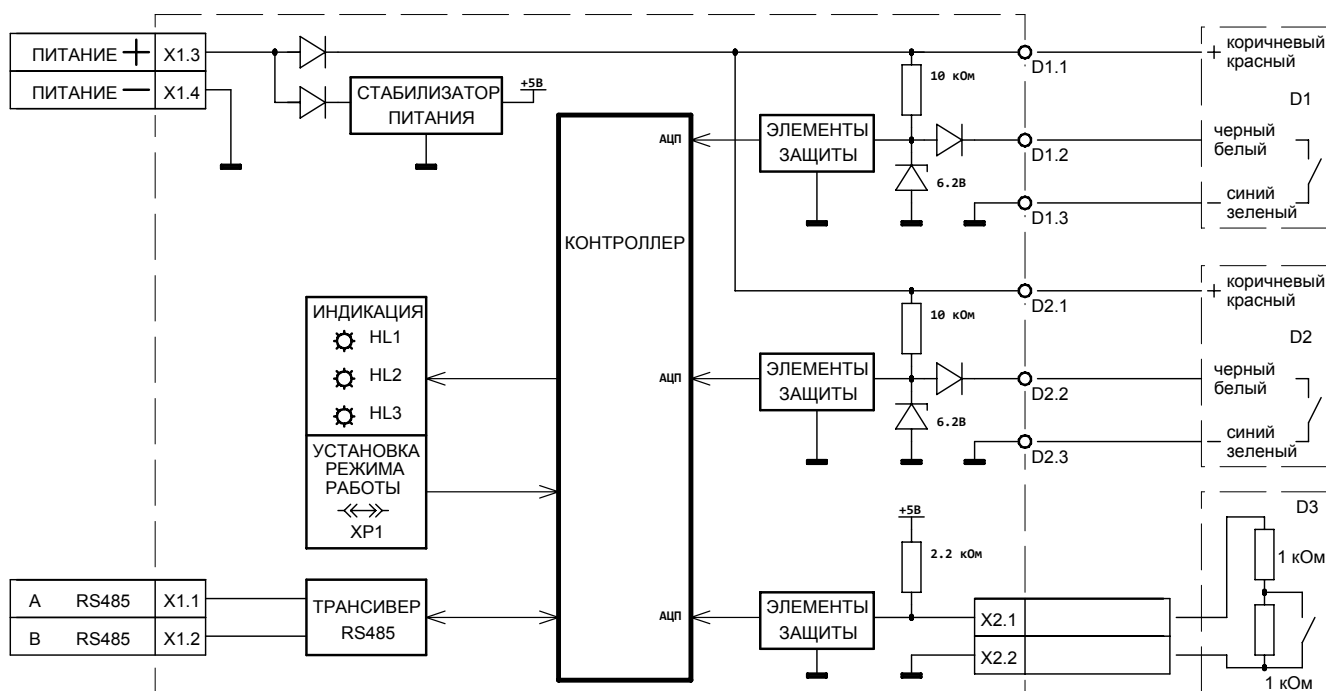 ПИТАНИЕ + X1.3
ПИТАНИЕ – X1.4
СТАБИЛИЗАТОР
ПИТАНИЯ
+5В
КОНТРОЛЛЕР
АЦП
АЦП
АЦП
ЭЛЕМЕНТЫ
ЗАЩИТЫ
10 кОм
6.2В
D1.1
D1.2
D1.3
+ коричневый
красный
D1
черный
белый
– синий
зеленый
ЭЛЕМЕНТЫ
ЗАЩИТЫ
10 кОм
6.2В
D2.1
D2.2
D2.3
+ коричневый
красный
D2
черный
белый
– синий
зеленый
ИНДИКАЦИЯ
HL1
HL2
HL3
УСТАНОВКА
РЕЖИМА
РАБОТЫ
XP1
A RS485 X1.1
B RS485 X1.2
ТРАНСИВЕР
RS485
ЭЛЕМЕНТЫ
ЗАЩИТЫ
+5В
2.2 кОм
X2.1
X2.2
D3
1 кОм
1 кОм